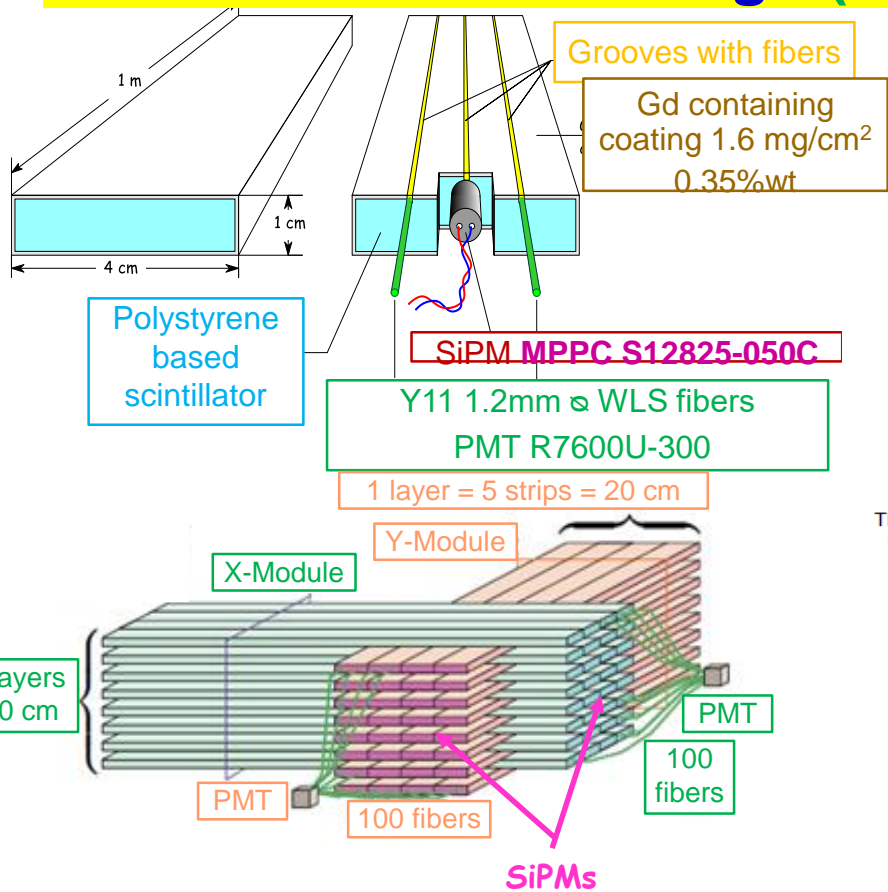 1 m
Grooves with fibers
Gd containing
coating 1.6 mg/cm²
0.35%wt
1 cm
4 cm
Polystyrene
based
scintillator
SiPM MPPC S12825-050C
Y11 1.2mm ⌀ WLS fibers
PMT R7600U-300
1 layer = 5 strips = 20 cm
Y-Module
X-Module
ayers
0 cm
PMT
100
fibers
PMT
100 fibers
SiPMs